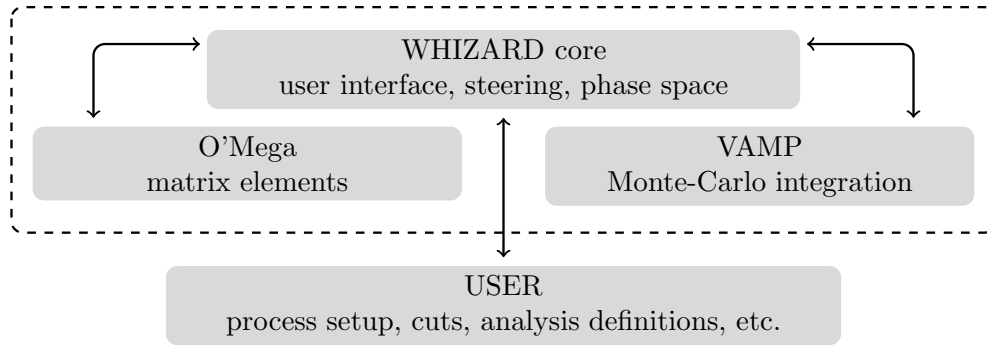 WHIZARD core
user interface, steering, phase space
O'Mega
matrix elements
VAMP
Monte-Carlo integration
USER
process setup, cuts, analysis definitions, etc.